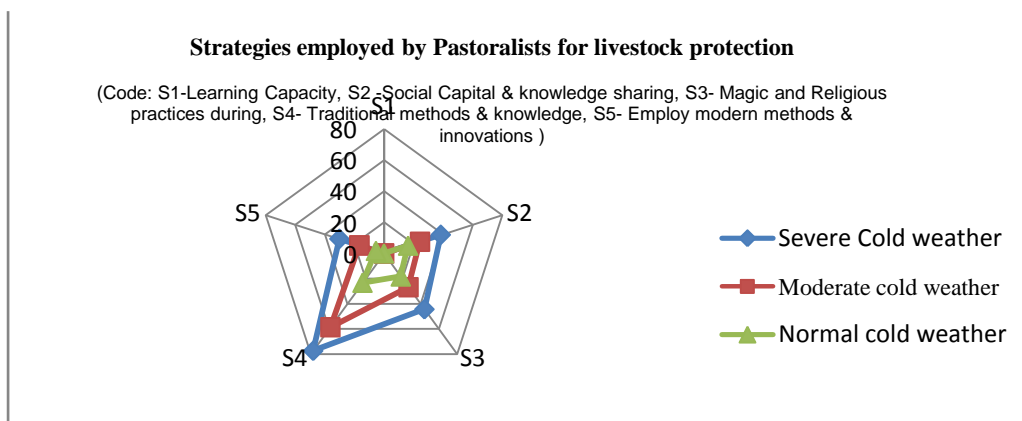 Strategies employed by Pastoralists for livestock protection
(Code: S1-Learning Capacity, S2 -Social Capital & knowledge sharing, S3- Magic and Religious
practices during, S4- Traditional methods & knowledge, S5- Employ modern methods &
innovations )
S1
80
60
40
20
0
S5
S2
S4
S3
Severe Cold weather
Moderate cold weather
Normal cold weather